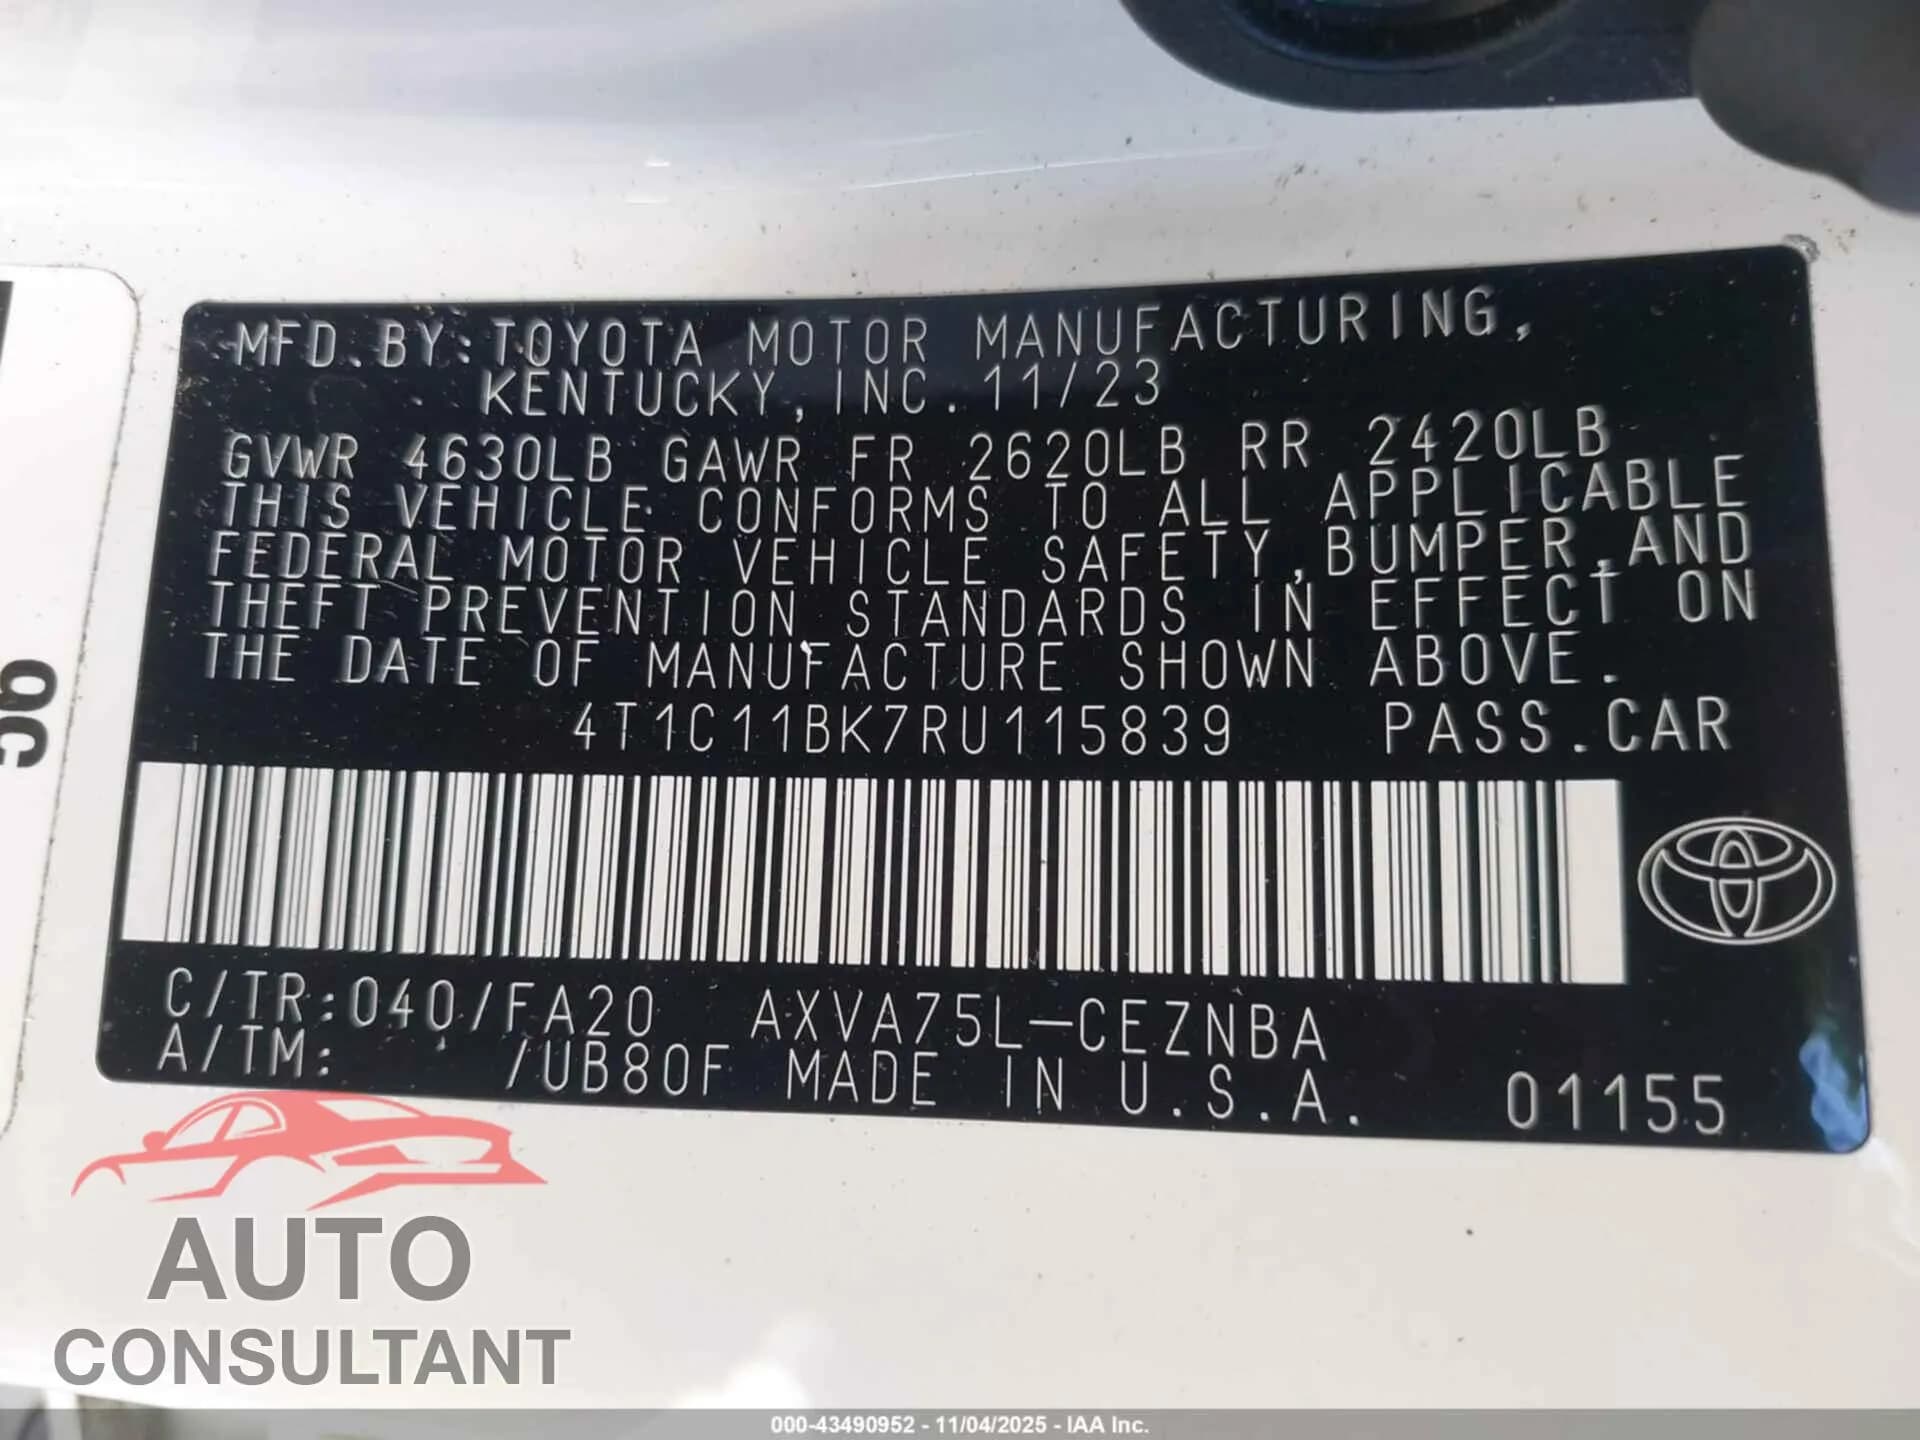 MFD. BY: TOYOTA MOTOR MANUFACTURING,
KENTUCKY, INC. 11/23
GVWR 4630LB GAWR FR 2620LB RR 2420LB
THIS VEHICLE CONFORMS TO ALL APPLICABLE
FEDERAL MOTOR VEHICLE SAFETY, BUMPER, AND
THEFT PREVENTION STANDARDS IN EFFECT ON
THE DATE OF MANUFACTURE SHOWN ABOVE.
4T1C11BK7RU115839 PASS.CAR
C/TR:040/FA20 AXVA75L-CEZNBA
A/TM: /UB80F MADE IN U.S.A. 01155
QC
AUTO
CONSULTANT
000-43490952 - 11/04/2025 - IAA Inc.